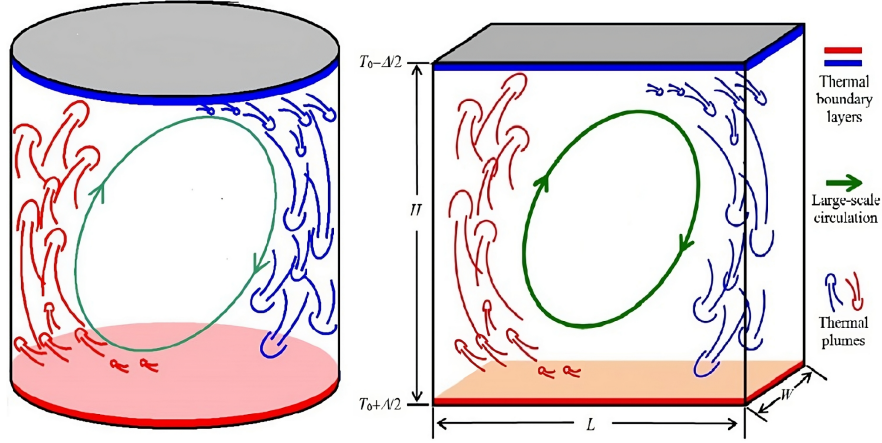 T₀−Δ/2
H
T₀+Δ/2
L
W
Thermal
boundary
layers
Large-scale
circulation
Thermal
plumes